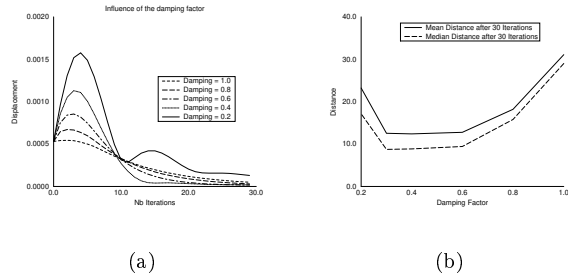 Influence of the damping factor
0.0020
0.0015
0.0010
0.0005
0.0000
Displacement
0.0
10.0
20.0
30.0
Nb Iterations
Damping = 1.0
Damping = 0.8
Damping = 0.6
Damping = 0.4
Damping = 0.2
(a)
40.0
30.0
20.0
10.0
0.0
Distance
0.2
0.4
0.6
0.8
1.0
Damping Factor
Mean Distance after 30 Iterations
Median Distance after 30 Iterations
(b)